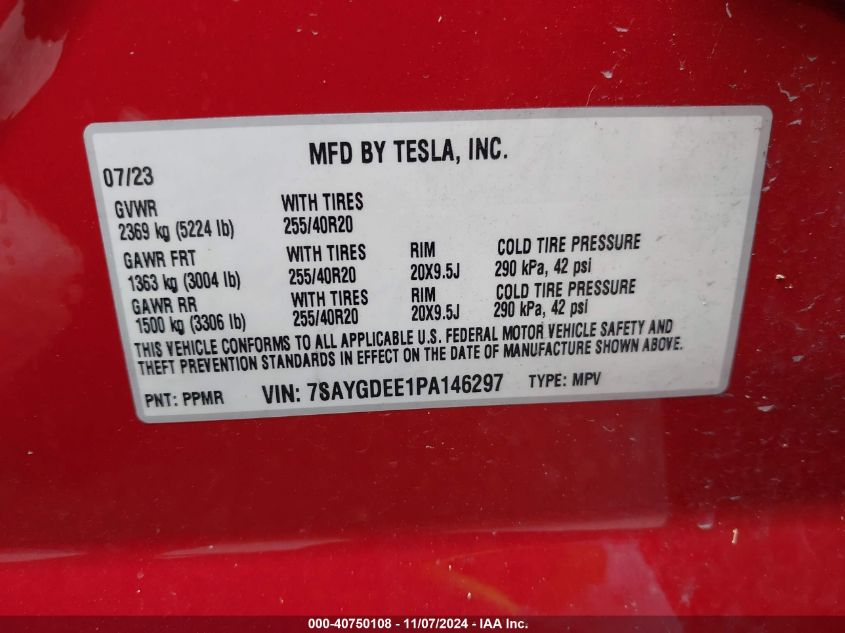 MFD BY TESLA, INC.
07/23
GVWR WITH TIRES
2369 kg (5224 lb) 255/40R20
GAWR FRT WITH TIRES RIM COLD TIRE PRESSURE
1363 kg (3004 lb) 255/40R20 20X9.5J 290 kPa, 42 psi
GAWR RR WITH TIRES RIM COLD TIRE PRESSURE
1500 kg (3306 lb) 255/40R20 20X9.5J 290 kPa, 42 psi
THIS VEHICLE CONFORMS TO ALL APPLICABLE U.S. FEDERAL MOTOR VEHICLE SAFETY AND
THEFT PREVENTION STANDARDS IN EFFECT ON THE DATE OF MANUFACTURE SHOWN ABOVE.
PNT: PPMR VIN: 7SAYGDEE1PA146297 TYPE: MPV
000-40750108 - 11/07/2024 - IAA Inc.